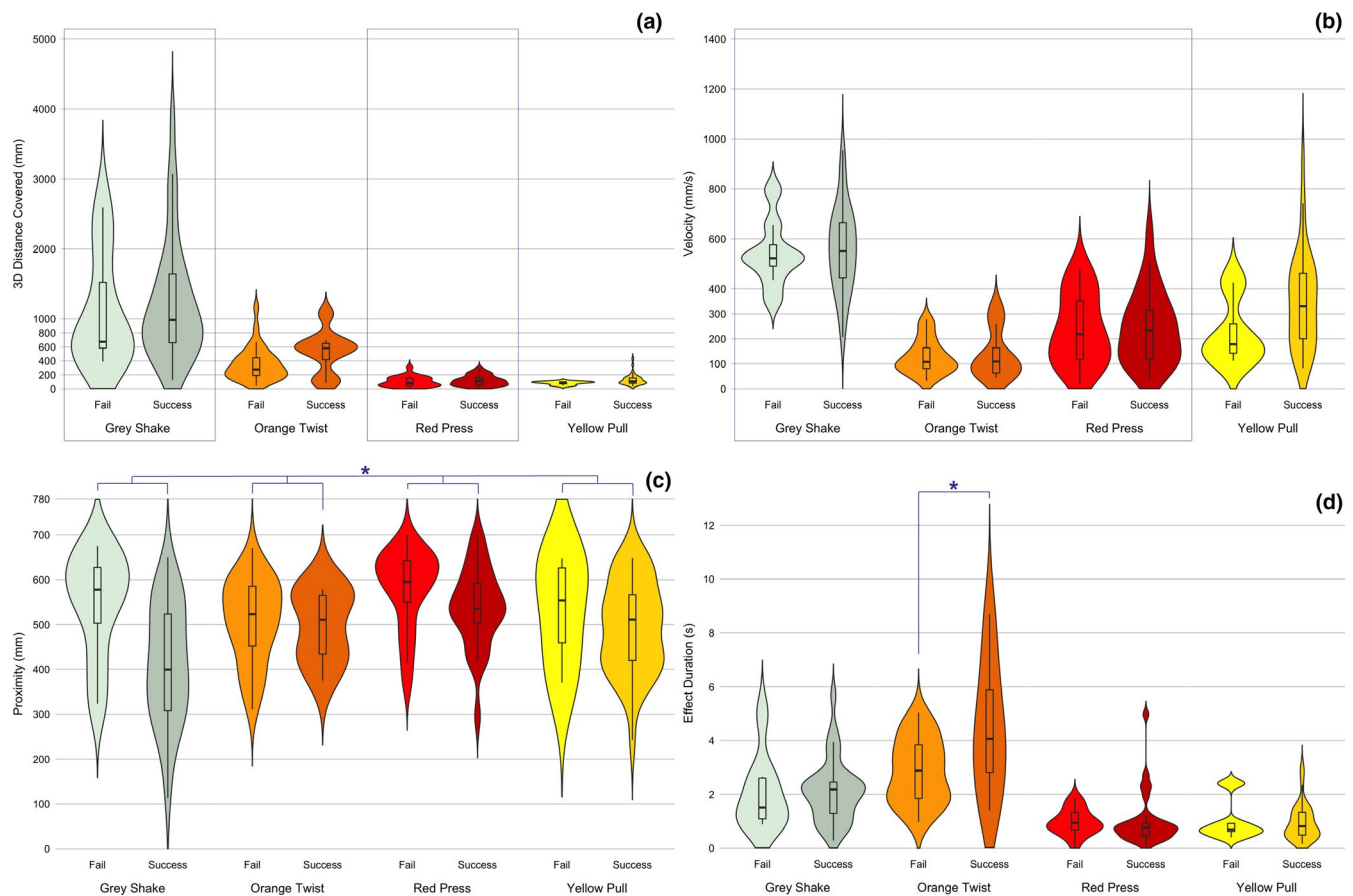 (a)
5000
4000
3000
2000
1000
800
600
400
200
0
3D Distance Covered (mm)
Fail Success Fail Success Fail Success Fail Success
Grey Shake Orange Twist Red Press Yellow Pull
(b)
1400
1200
1000
800
600
400
300
200
100
0
Velocity (mm/s)
Fail Success Fail Success Fail Success Fail Success
Grey Shake Orange Twist Red Press Yellow Pull
(c)
*
780
700
600
500
400
300
200
100
0
Proximity (mm)
Fail Success Fail Success Fail Success Fail Success
Grey Shake Orange Twist Red Press Yellow Pull
(d)
*
12
10
8
6
4
2
0
Effect Duration (s)
Fail Success Fail Success Fail Success Fail Success
Grey Shake Orange Twist Red Press Yellow Pull